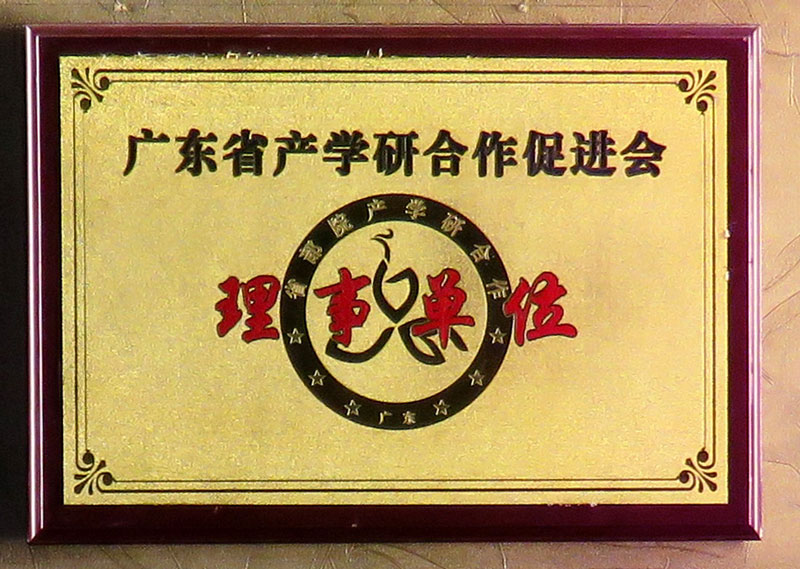 广东省产学研合作促进会
省部院产学研合作
理事单位
广东